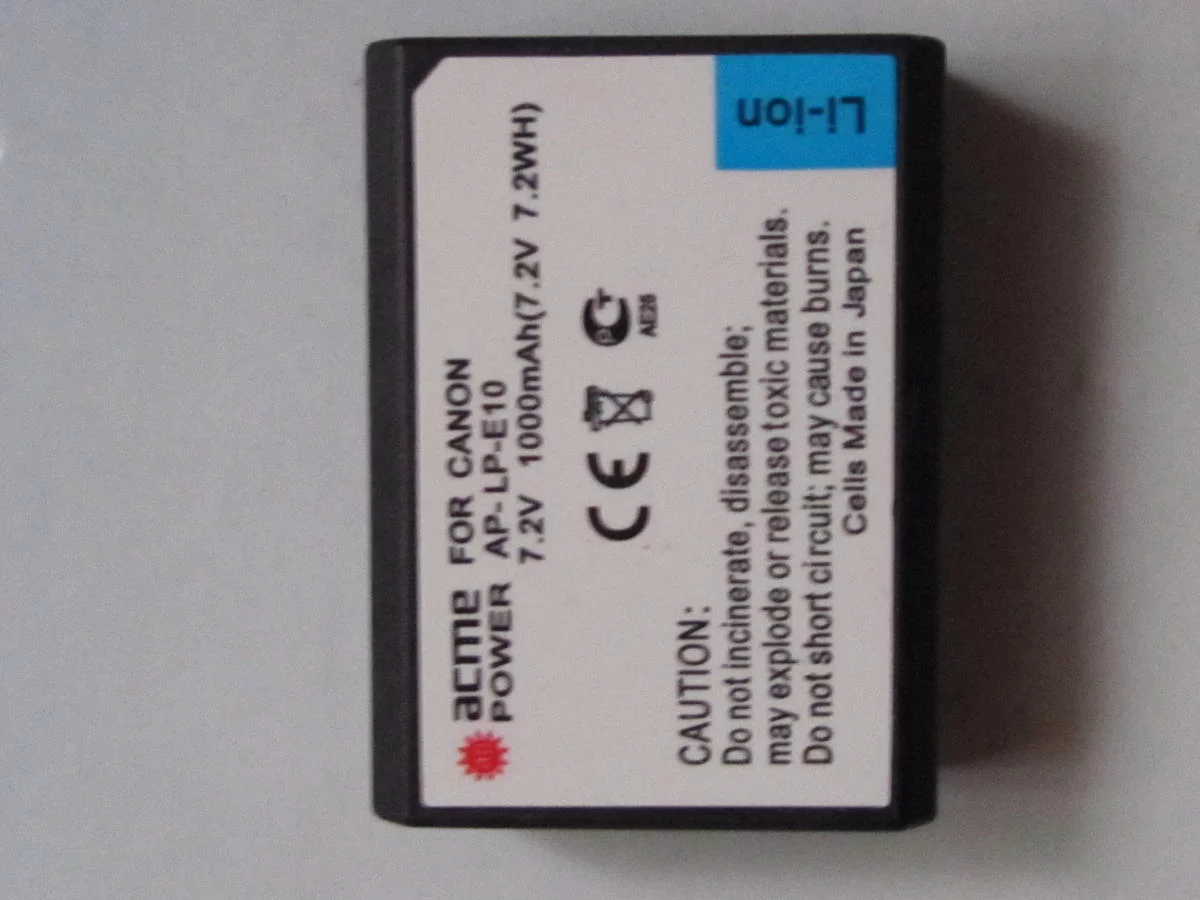 acme FOR CANON
POWER AP-LP-E10
7.2V 1000mAh(7.2V 7.2WH)
CE
AE26
CAUTION:
Do not incinerate, disassemble;
may explode or release toxic materials.
Do not short circuit; may cause burns.
Cells Made in Japan
Li-ion